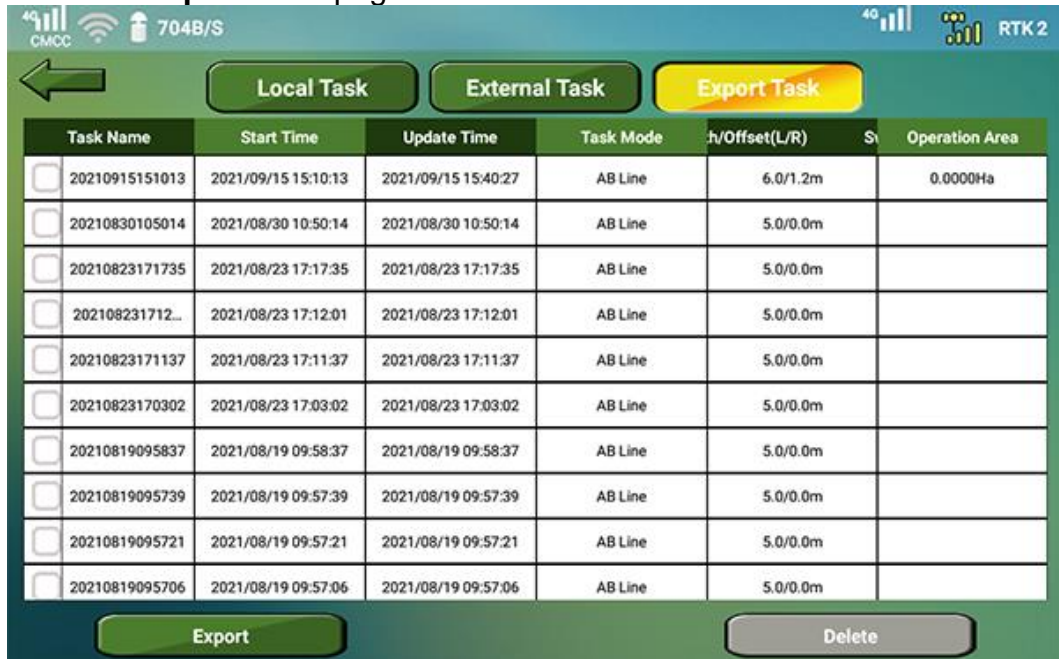 4G CMCC 704B/S 4G RTK 2
Local Task External Task Export Task
Task Name Start Time Update Time Task Mode h/Offset(L/R) Operation Area
20210915151013 2021/09/15 15:10:13 2021/09/15 15:40:27 AB Line 6.0/1.2m 0.0000Ha
20210830105014 2021/08/30 10:50:14 2021/08/30 10:50:14 AB Line 5.0/0.0m
20210823171735 2021/08/23 17:17:35 2021/08/23 17:17:35 AB Line 5.0/0.0m
202108231712... 2021/08/23 17:12:01 2021/08/23 17:12:01 AB Line 5.0/0.0m
20210823171137 2021/08/23 17:11:37 2021/08/23 17:11:37 AB Line 5.0/0.0m
20210823170302 2021/08/23 17:03:02 2021/08/23 17:03:02 AB Line 5.0/0.0m
20210819095837 2021/08/19 09:58:37 2021/08/19 09:58:37 AB Line 5.0/0.0m
20210819095739 2021/08/19 09:57:39 2021/08/19 09:57:39 AB Line 5.0/0.0m
20210819095721 2021/08/19 09:57:21 2021/08/19 09:57:21 AB Line 5.0/0.0m
20210819095706 2021/08/19 09:57:06 2021/08/19 09:57:06 AB Line 5.0/0.0m
Export Delete